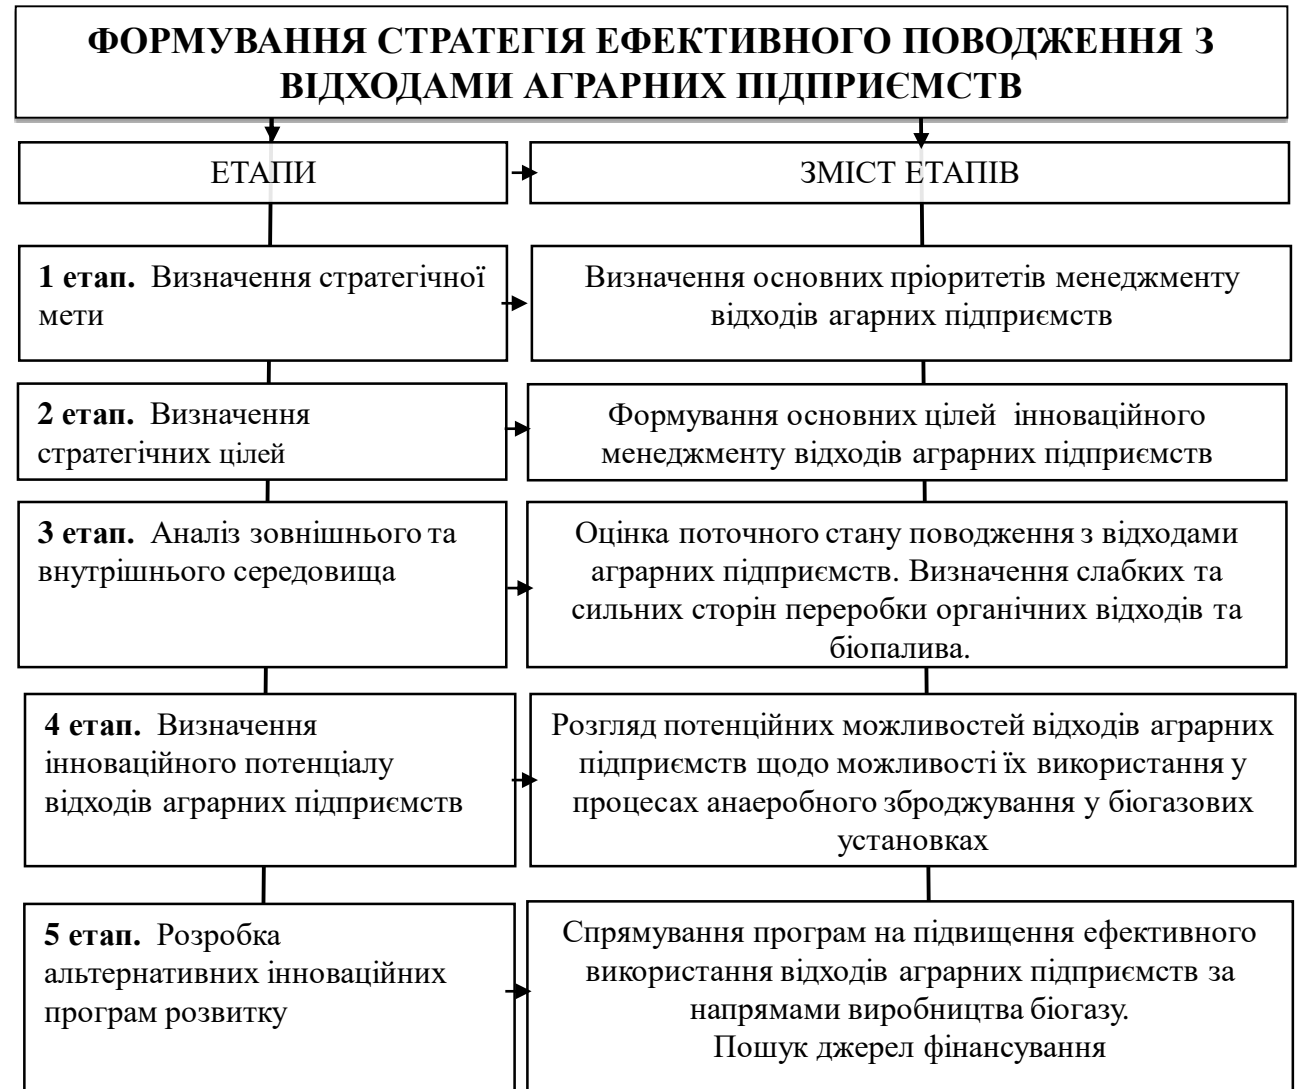 ФОРМУВАННЯ СТРАТЕГІЯ ЕФЕКТИВНОГО ПОВОДЖЕННЯ З
ВІДХОДАМИ АГРАРНИХ ПІДПРИЄМСТВ
ЕТАПИ
ЗМІСТ ЕТАПІВ
1 етап. Визначення стратегічної
мети
Визначення основних пріоритетів менеджменту
відходів агарних підприємств
2 етап. Визначення
стратегічних цілей
Формування основних цілей інноваційного
менеджменту відходів аграрних підприємств
3 етап. Аналіз зовнішнього та
внутрішнього середовища
Оцінка поточного стану поводження з відходами
аграрних підприємств. Визначення слабких та
сильних сторін переробки органічних відходів та
біопалива.
4 етап. Визначення
інноваційного потенціалу
відходів аграрних підприємств
Розгляд потенційних можливостей відходів аграрних
підприємств щодо можливості їх використання у
процесах анаеробного зброджування у біогазових
установках
5 етап. Розробка
альтернативних інноваційних
програм розвитку
Спрямування програм на підвищення ефективного
використання відходів аграрних підприємств за
напрямами виробництва біогазу.
Пошук джерел фінансування